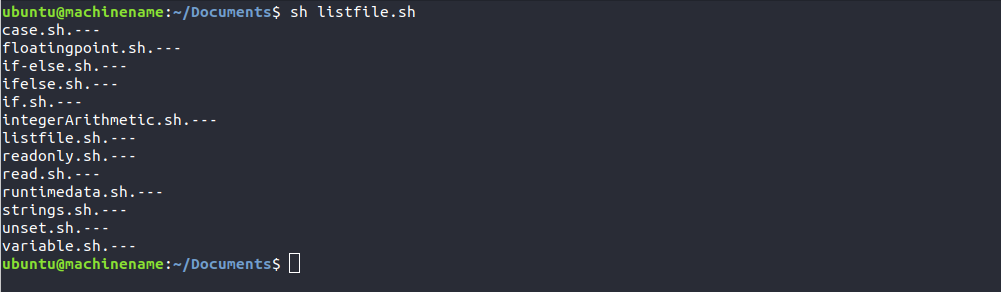 ubuntu@machinename:~/Documents$ sh listfile.sh
case.sh.---
floatingpoint.sh.---
if-else.sh.---
ifelse.sh.---
if.sh.---
integerArithmetic.sh.---
listfile.sh.---
readonly.sh.---
read.sh.---
runtimedata.sh.---
strings.sh.---
unset.sh.---
variable.sh.---
ubuntu@machinename:~/Documents$